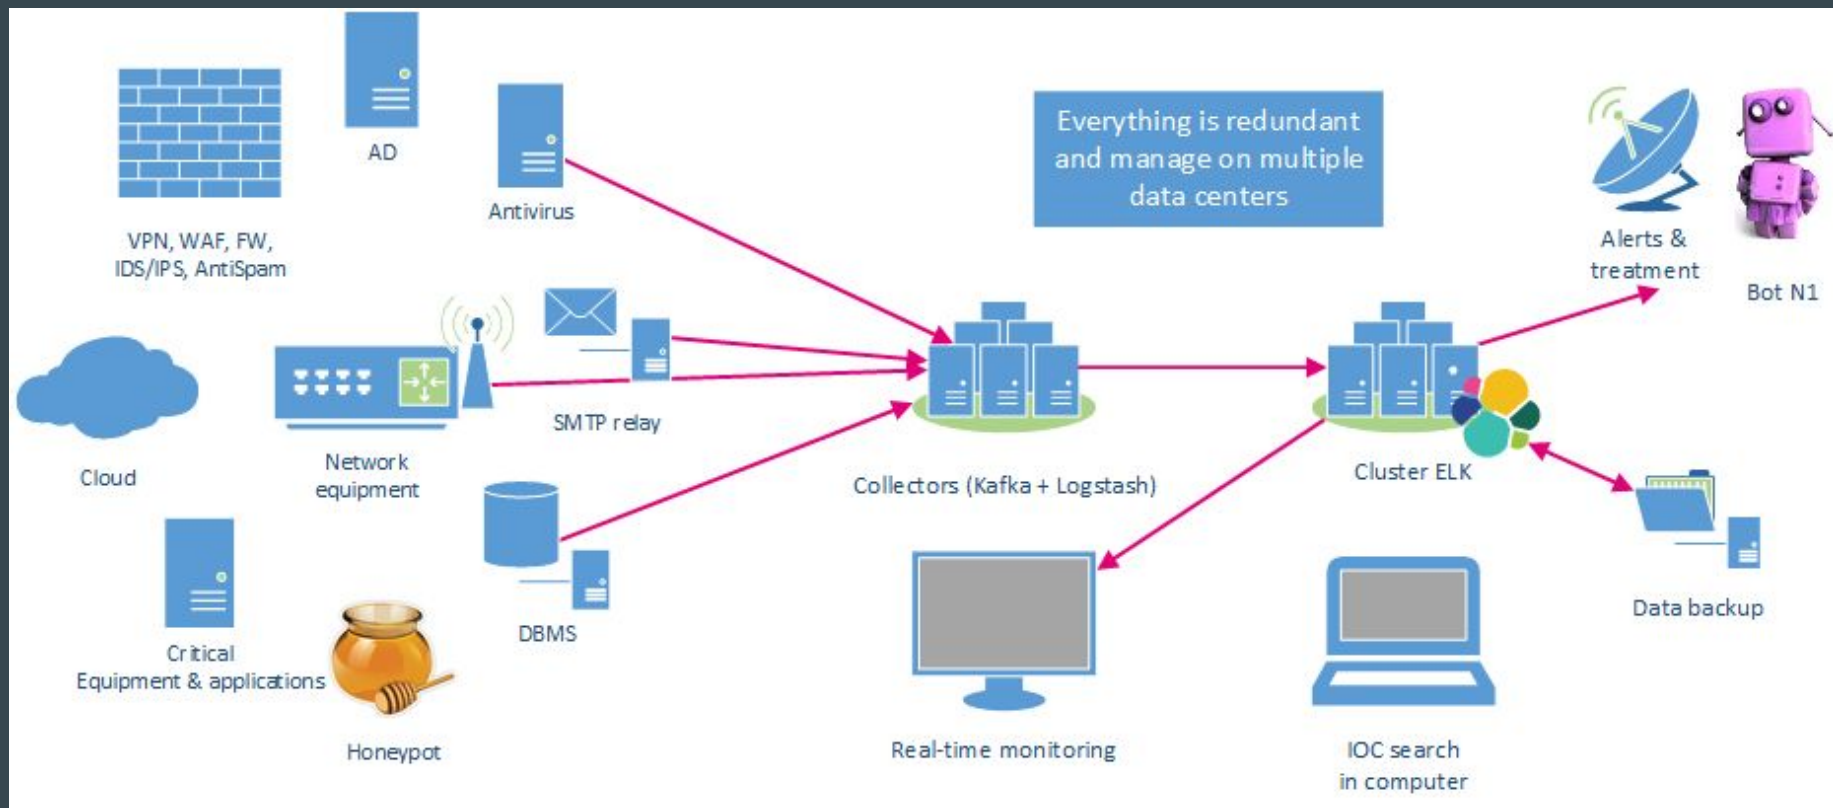 AD
Antivirus
VPN, WAF, FW,
IDS/IPS, AntiSpam
Everything is redundant
and manage on multiple
data centers
Alerts &
treatment
Bot N1
Cloud
Network
equipment
SMTP relay
Collectors (Kafka + Logstash)
Cluster ELK
Critical
Equipment & applications
Honeypot
DBMS
Data backup
Real-time monitoring
IOC search
in computer